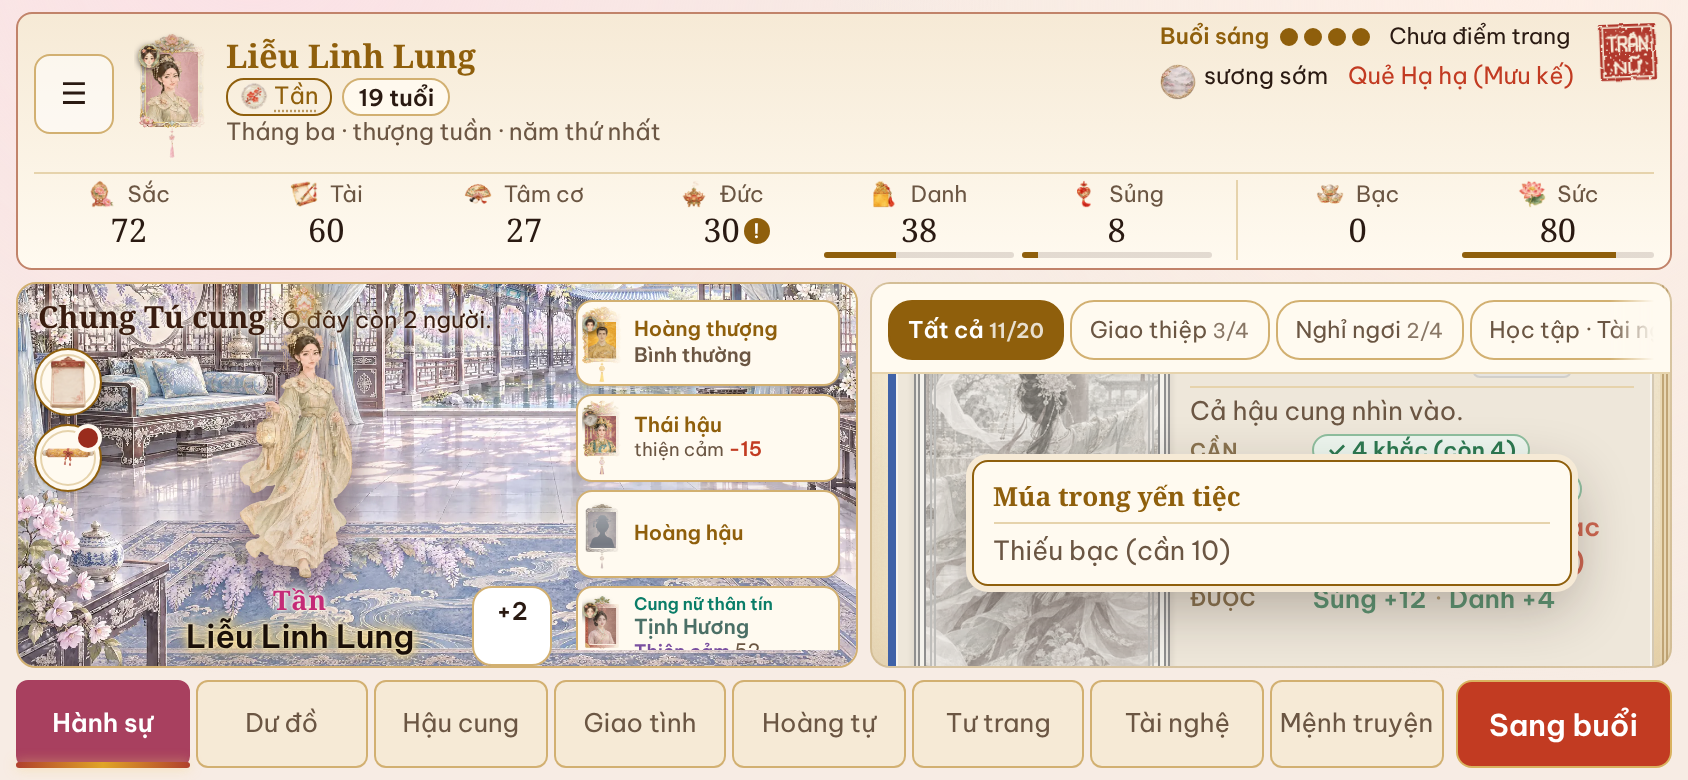 ☰
Liễu Linh Lung
Tần
19 tuổi
Tháng ba · thượng tuần · năm thứ nhất
Buổi sáng
Chưa điểm trang
sương sớm
Quẻ Hạ hạ (Mưu kế)
TRẦN NỮ
Sắc
72
Tài
60
Tâm cơ
27
Đức
30 !
Danh
38
Sủng
8
Bạc
0
Sức
80
Chung Tú cung · Ở đây còn 2 người.
Hoàng thượng
Bình thường
Thái hậu
thiện cảm -15
Hoàng hậu
Cung nữ thân tín
Tịnh Hương
Thiện cảm 52
+2
Tần
Liễu Linh Lung
Tất cả 11/20
Giao thiệp 3/4
Nghỉ ngơi 2/4
Học tập · Tài
Cả hậu cung nhìn vào.
CẦN
✓ 4 khắc (còn 4)
Múa trong yến tiệc
Thiếu bạc (cần 10)
ĐƯỢC
Sủng +12 · Danh +4
Hành sự
Dư đồ
Hậu cung
Giao tình
Hoàng tự
Tư trang
Tài nghệ
Mệnh truyện
Sang buổi